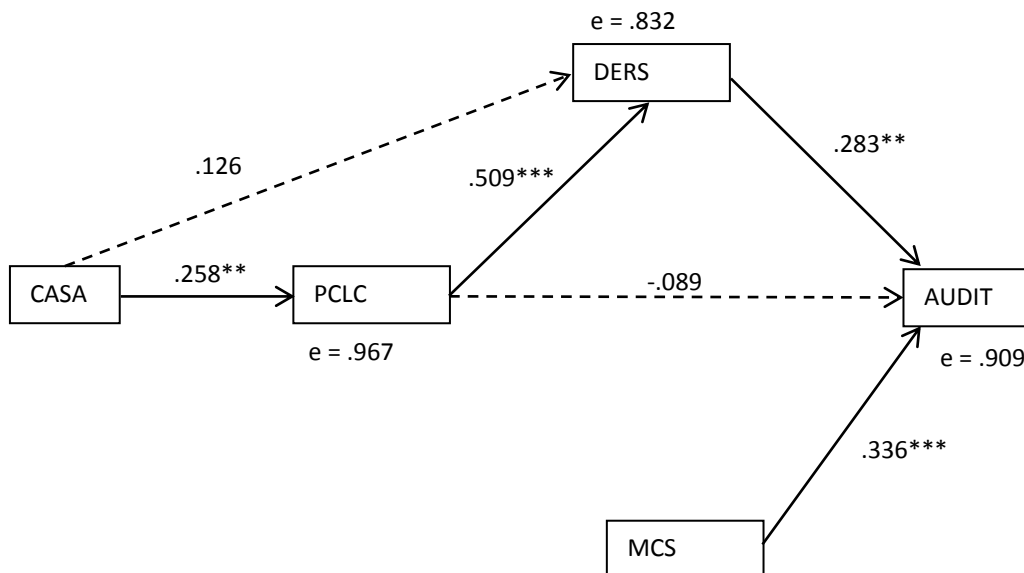 e = .832
DERS
.283**
.126
.509***
.258**
CASA
PCLC
-.089
AUDIT
e = .967
e = .909
.336***
MCS